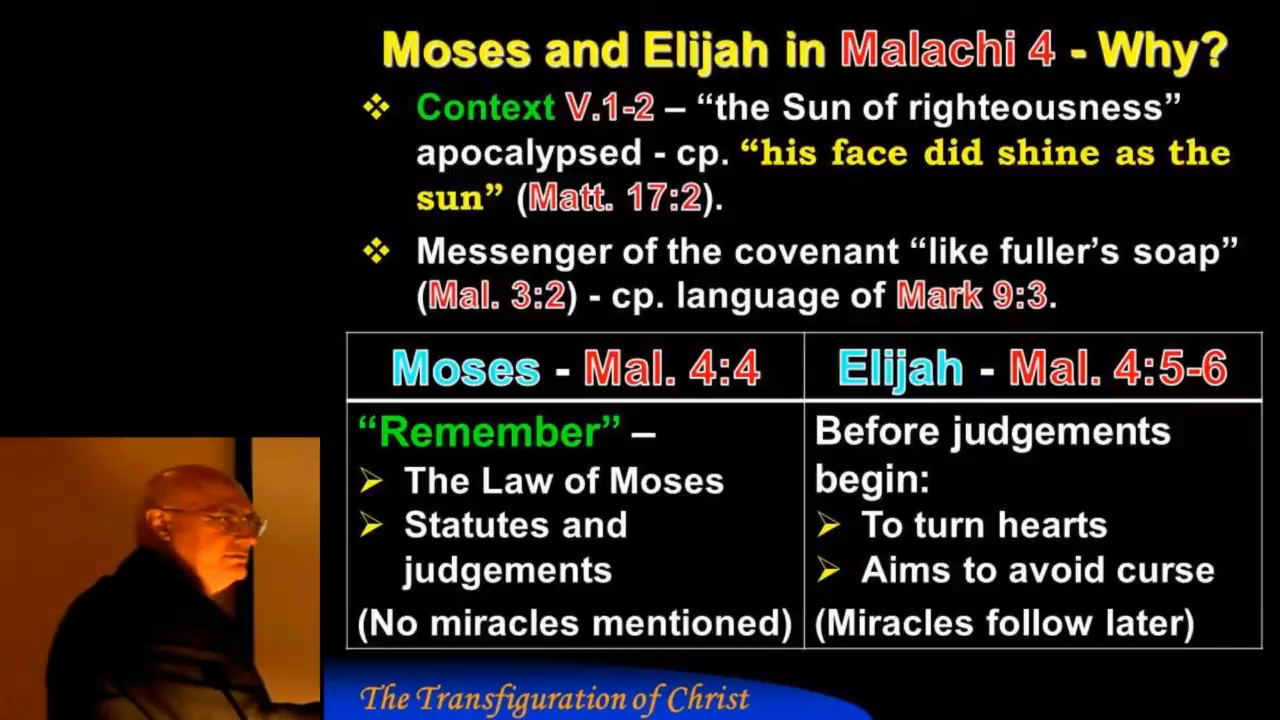 Moses and Elijah in Malachi 4 - Why?
❖ Context V.1-2 – “the Sun of righteousness”
apocalypsed - cp. “his face did shine as the
sun” (Matt. 17:2).
❖ Messenger of the covenant “like fuller’s soap”
(Mal. 3:2) - cp. language of Mark 9:3.
Moses - Mal. 4:4
“Remember” –
➢ The Law of Moses
➢ Statutes and
judgements
(No miracles mentioned)
Elijah - Mal. 4:5-6
Before judgements
begin:
➢ To turn hearts
➢ Aims to avoid curse
(Miracles follow later)
The Transfiguration of Christ